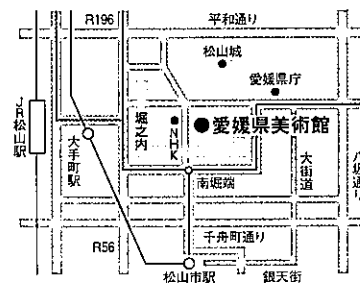 R196
平和通り
松山城
愛媛県庁
JR松山駅
大手町駅
堀之内
NHK
愛媛県美術館
南堀端
大街道
千舟町通り
R56
松山市駅
銀天街